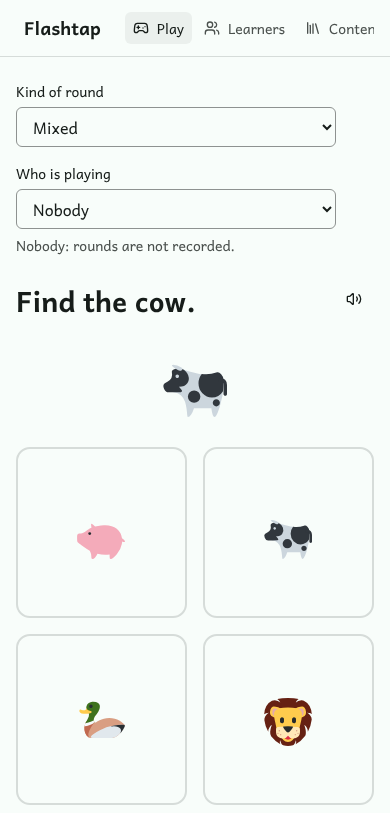 Flashtap
Play
Learners
Conten
Kind of round
Mixed
Who is playing
Nobody
Nobody: rounds are not recorded.
Find the cow.